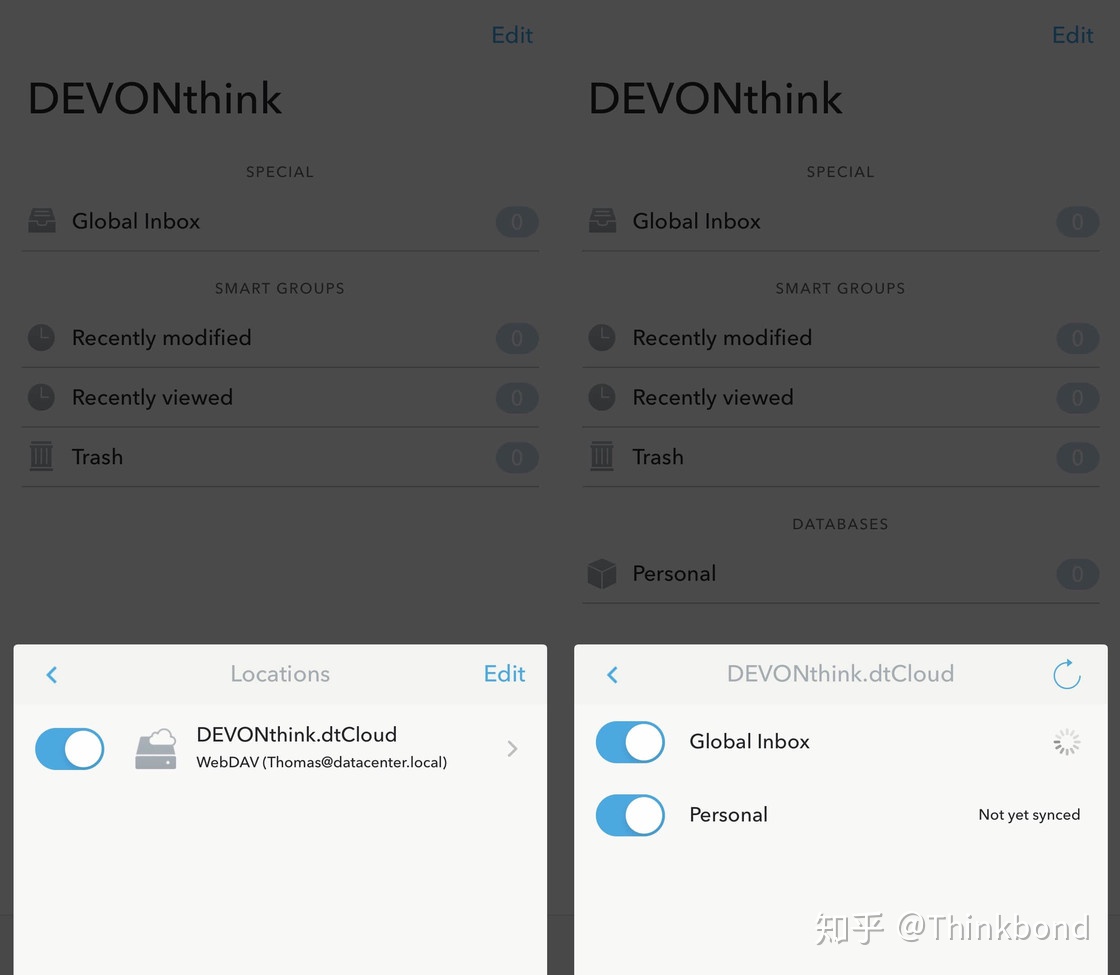 Edit
DEVONthink
SPECIAL
Global Inbox 0
SMART GROUPS
Recently modified 0
Recently viewed 0
Trash 0
Locations Edit
DEVONthink.dtCloud
WebDAV (Thomas@datacenter.local)
Edit
DEVONthink
SPECIAL
Global Inbox 0
SMART GROUPS
Recently modified 0
Recently viewed 0
Trash 0
DATABASES
Personal 0
DEVONthink.dtCloud
Global Inbox
Personal Not yet synced
知乎 @Thinkbond